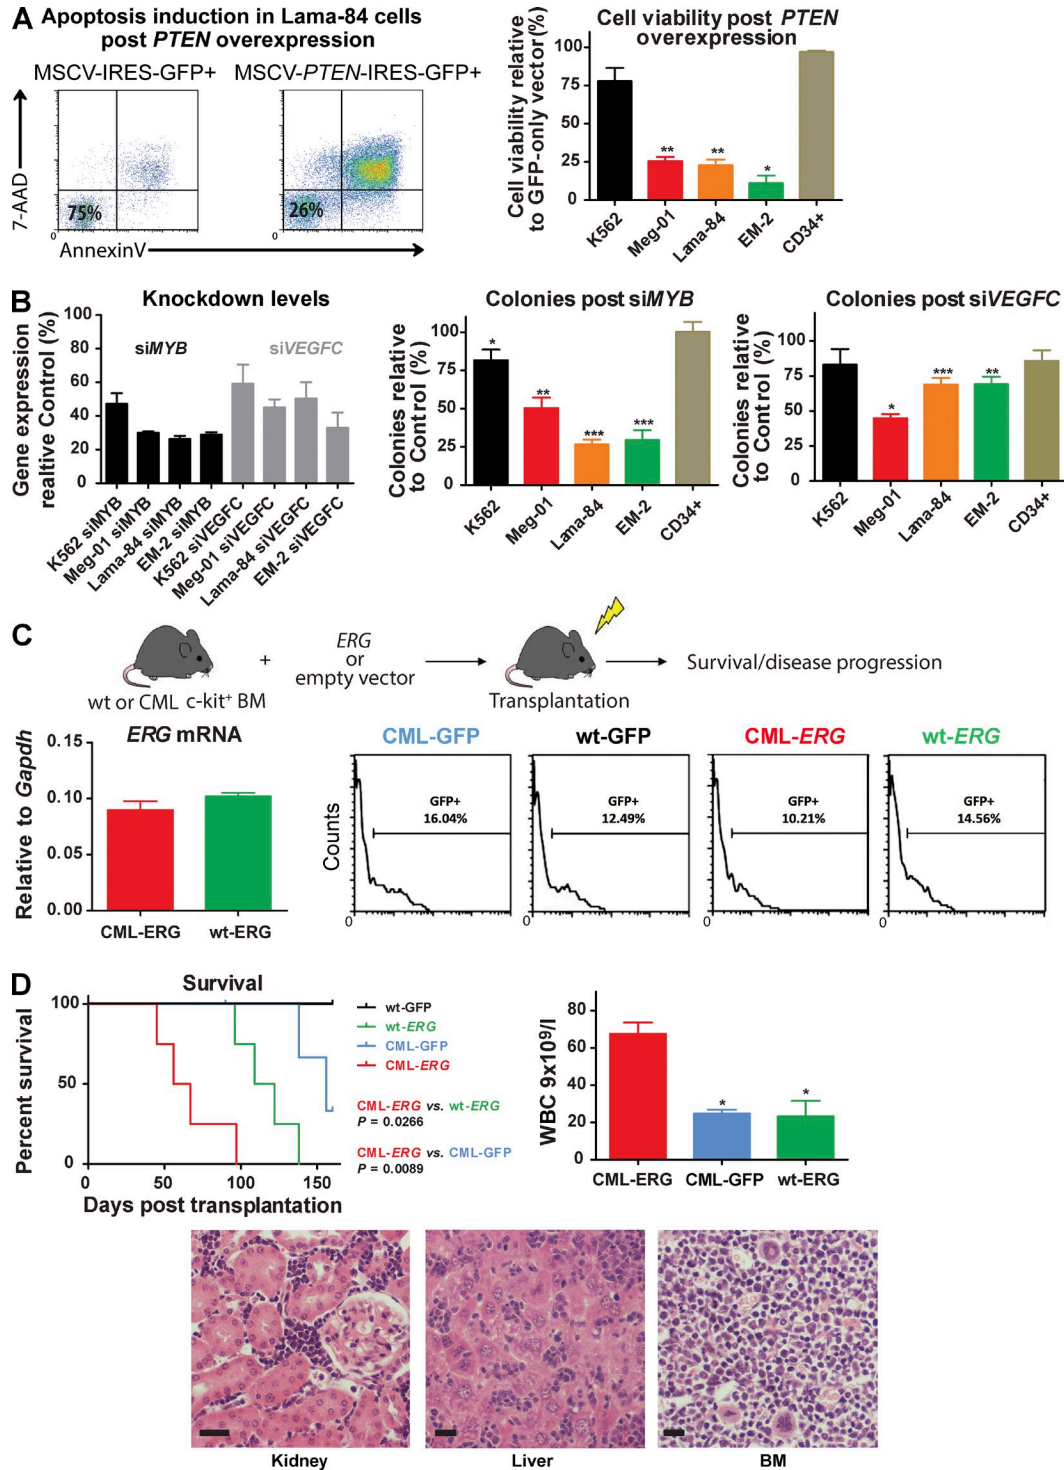 A Apoptosis induction in Lama-84 cells
post PTEN overexpression
MSCV-IRES-GFP+ MSCV-PTEN-IRES-GFP+
7-AAD
75%
26%
0
0
AnnexinV
Cell viability post PTEN
overexpression
Cell viability relative
to GFP-only vector (%)
100
75
50
25
0
** ** *
K562 Meg-01 Lama-84 EM-2 CD34+
B Knockdown levels
Gene expression
realtive Control (%)
100
80
60
40
20
0
siMYB siVEGFC
K562 siMYB
Meg-01 siMYB
Lama-84 siMYB
EM-2 siMYB
K562 siVEGFC
Meg-01 siVEGFC
Lama-84 siVEGFC
EM-2 siVEGFC
Colonies post siMYB
Colonies relative
to Control (%)
100
75
50
25
0
* ** *** ***
K562 Meg-01 Lama-84 EM-2 CD34+
Colonies post siVEGFC
Colonies relative
to Control (%)
100
75
50
25
0
* *** **
K562 Meg-01 Lama-84 EM-2 CD34+
C
wt or CML c-kit+ BM
+
ERG
or
empty vector
Transplantation
Survival/disease progression
ERG mRNA
Relative to Gapdh
0.15
0.10
0.05
0.00
CML-ERG wt-ERG
CML-GFP wt-GFP CML-ERG wt-ERG
Counts
GFP+
16.04%
GFP+
12.49%
GFP+
10.21%
GFP+
14.56%
0 0 0 0
D Survival
Percent survival
100
50
0
0 50 100 150
Days post transplantation
wt-GFP
wt-ERG
CML-GFP
CML-ERG
CML-ERG vs. wt-ERG
P = 0.0266
CML-ERG vs. CML-GFP
P = 0.0089
WBC 9x10⁹/l
80
60
40
20
0
* *
CML-ERG CML-GFP wt-ERG
Kidney Liver BM